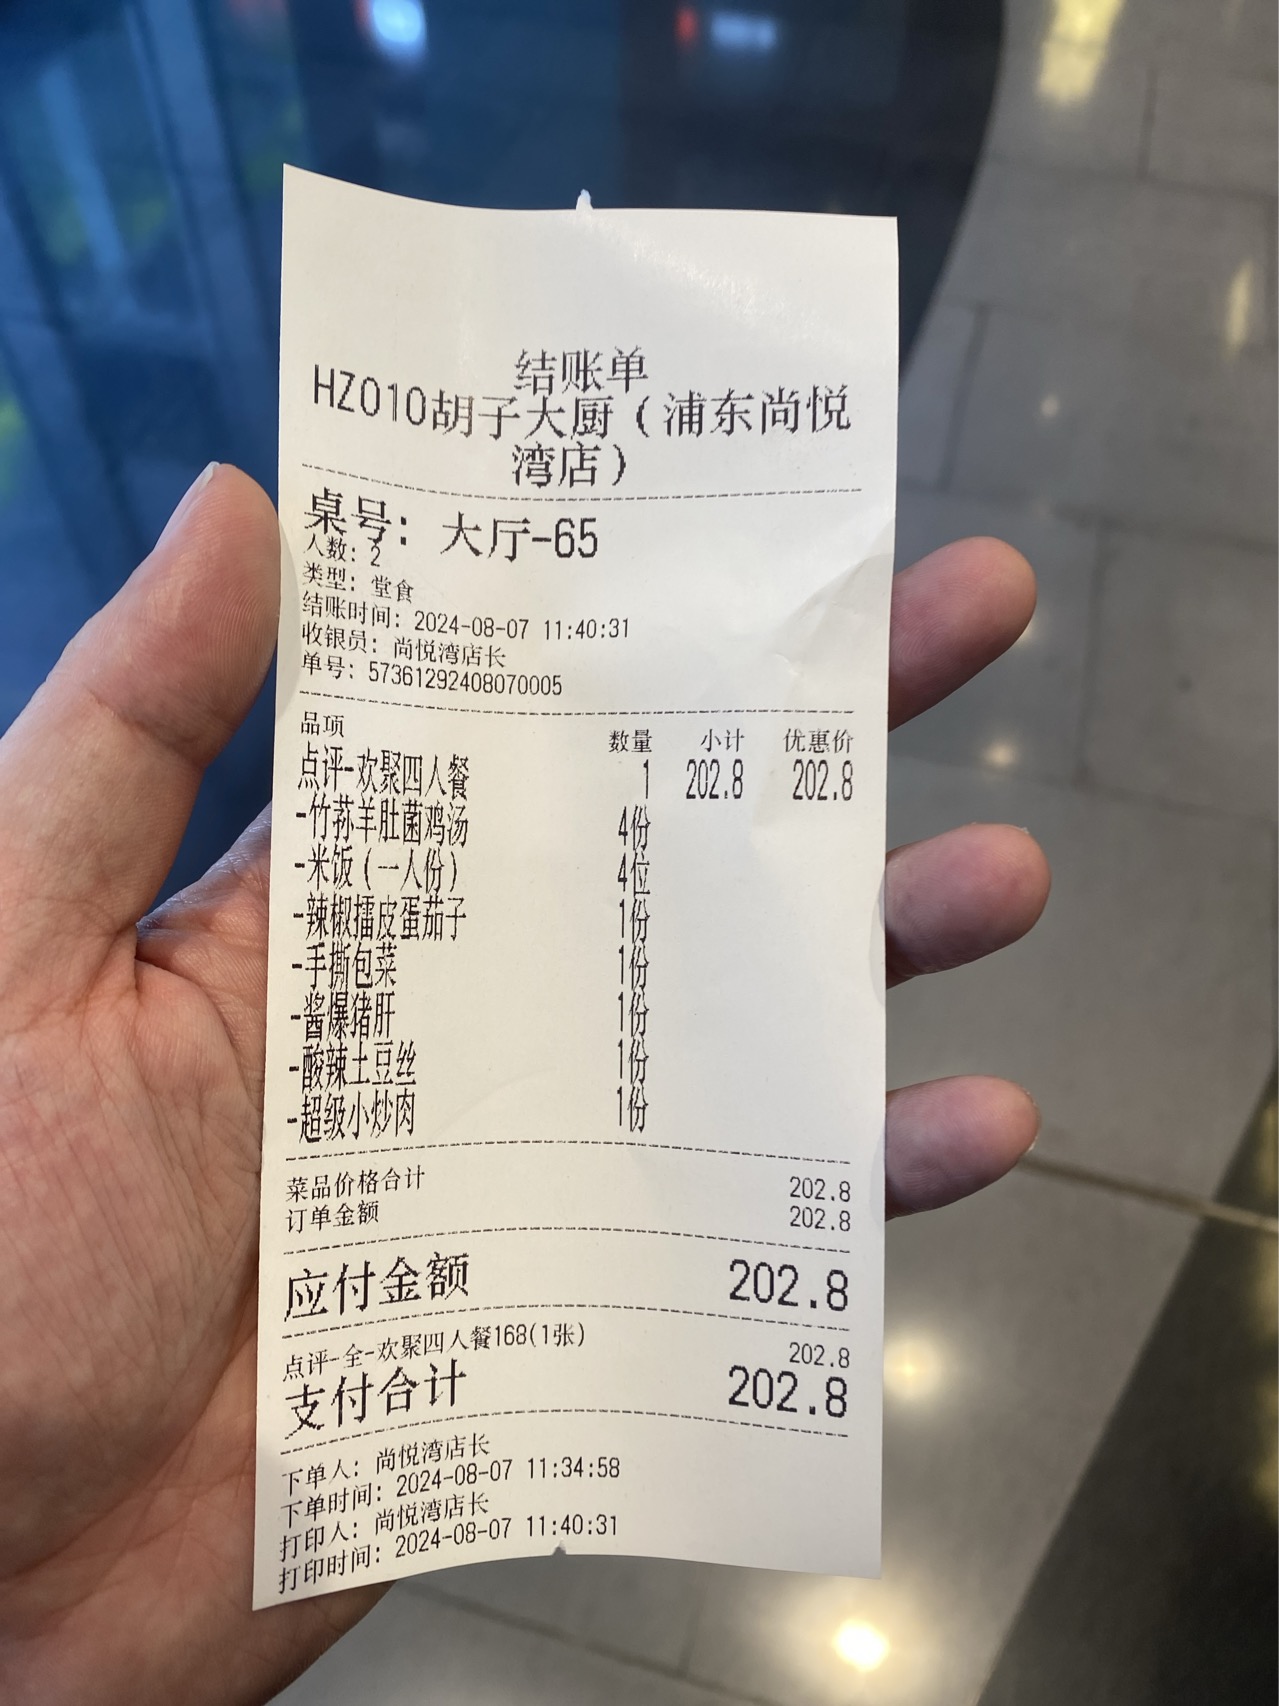 结账单
HZ010胡子大厨(浦东尚悦
湾店)
桌号: 大厅-65
人数: 2
类型: 堂食
结账时间: 2024-08-07 11:40:31
收银员: 尚悦湾店长
单号: 57361292408070005
品项 数量 小计 优惠价
点评-欢聚四人餐 1 202.8 202.8
-竹荪羊肚菌鸡汤 4份
-米饭(一人份) 4位
-辣椒擂皮蛋茄子 1份
-手撕包菜 1份
-酱爆猪肝 1份
-酸辣土豆丝 1份
-超级小炒肉 1份
菜品价格合计 202.8
订单金额 202.8
应付金额 202.8
点评-全-欢聚四人餐168(1张) 202.8
支付合计 202.8
下单人: 尚悦湾店长
下单时间: 2024-08-07 11:34:58
打印人: 尚悦湾店长
打印时间: 2024-08-07 11:40:31